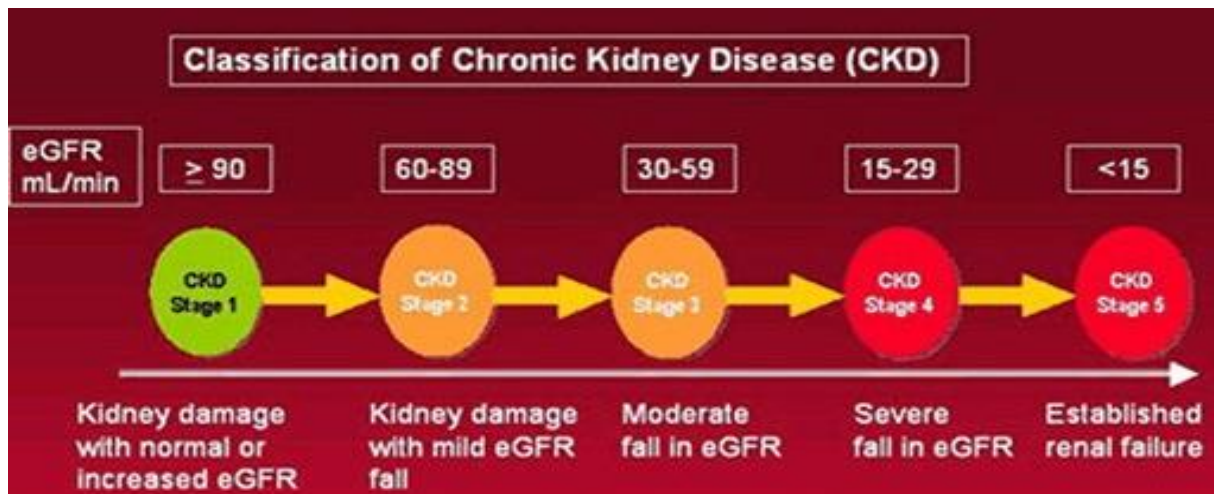 Classification of Chronic Kidney Disease (CKD)
eGFR
mL/min
≥ 90
60-89
30-59
15-29
<15
CKD
Stage 1
CKD
Stage 2
CKD
Stage 3
CKD
Stage 4
CKD
Stage 5
Kidney damage
with normal or
increased eGFR
Kidney damage
with mild eGFR
fall
Moderate
fall in eGFR
Severe
fall in eGFR
Established
renal failure